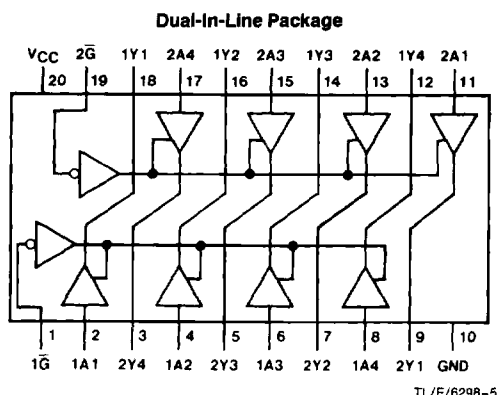 Dual-In-Line Package
VCC 2G̅ 1Y1 2A4 1Y2 2A3 1Y3 2A2 1Y4 2A1
20 19 18 17 16 15 14 13 12 11
1 2 3 4 5 6 7 8 9 10
1G̅ 1A1 2Y4 1A2 2Y3 1A3 2Y2 1A4 2Y1 GND
TL/F/6298-5